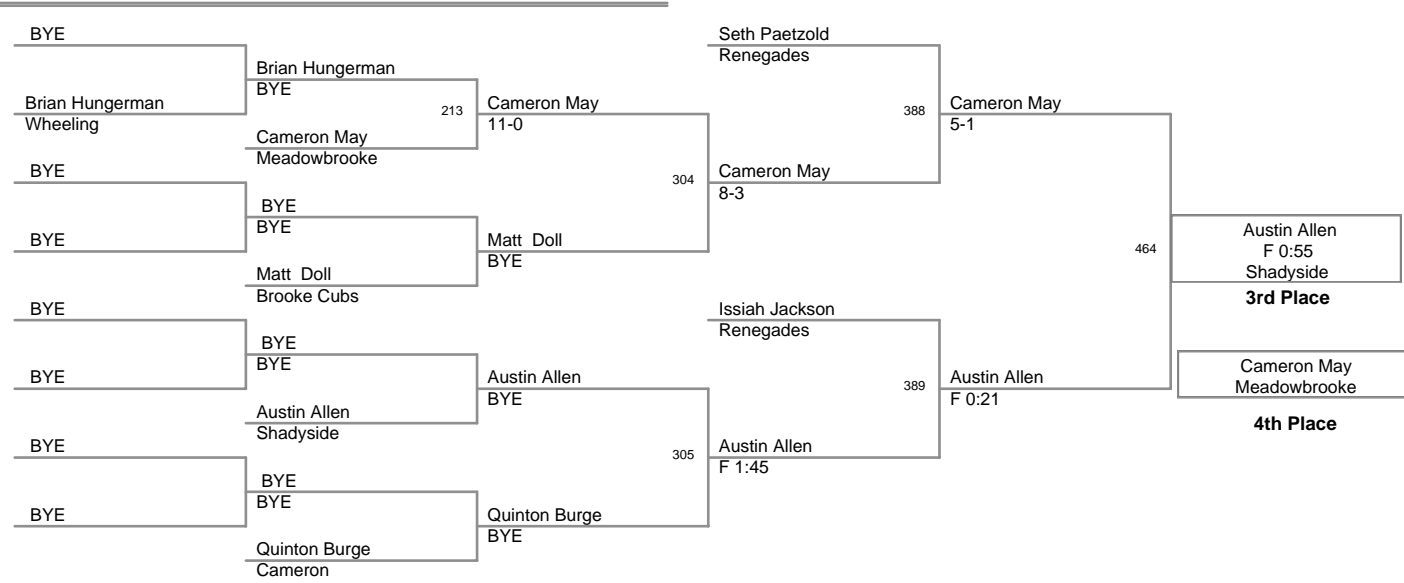 BYE
Brian Hungerman
Wheeling
BYE
BYE
BYE
BYE
BYE
BYE
Brian Hungerman
BYE
213
Cameron May
Meadowbrooke
BYE
BYE
Matt Doll
Brooke Cubs
BYE
BYE
Austin Allen
Shadyside
BYE
BYE
Quinton Burge
Cameron
Cameron May
11-0
304
Matt Doll
BYE
Austin Allen
BYE
305
Quinton Burge
BYE
Seth Paetzold
Renegades
388
Cameron May
8-3
Issiah Jackson
Renegades
389
Austin Allen
F 1:45
Cameron May
5-1
464
Austin Allen
F 0:21
Austin Allen
F 0:55
Shadyside
3rd Place
Cameron May
Meadowbrooke
4th Place